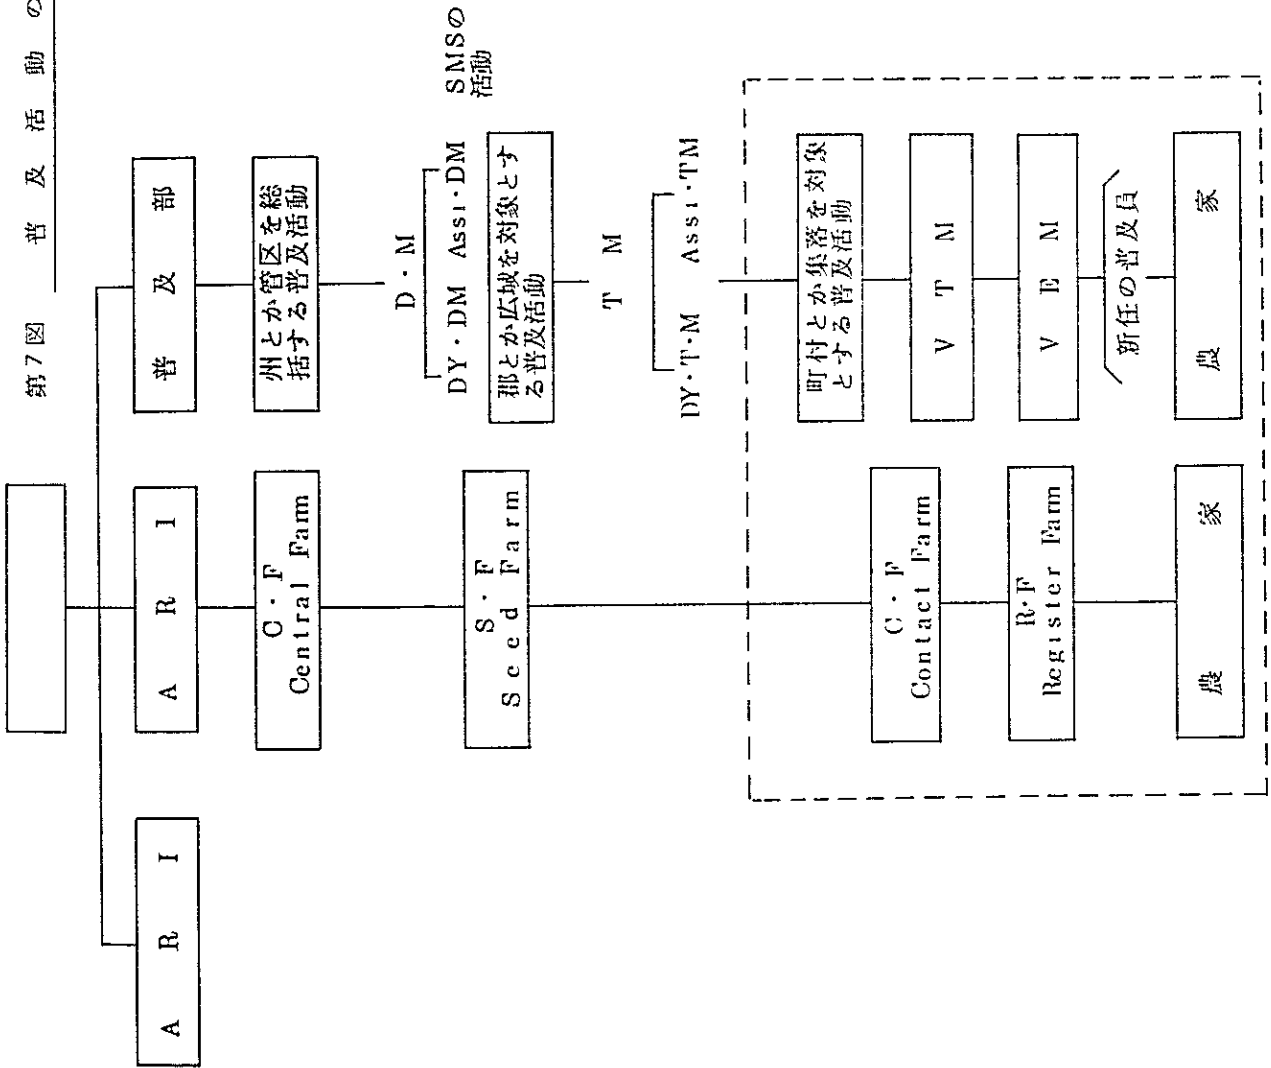 第7図 普及活動の
A R I
A R I
普及部
C・F
Central Farm
州とか管区を総
括する普及活動
D・M
DY・DM Assi・DM
SMSの
活動
S・F
Seed Farm
郡とか広域を対象とす
る普及活動
T M
DY・T・M Assi・TM
町村とか集落を対象
とする普及活動
C・F
Contact Farm
V T M
R・F
Register Farm
V E M
新任の普及員
農家
農家